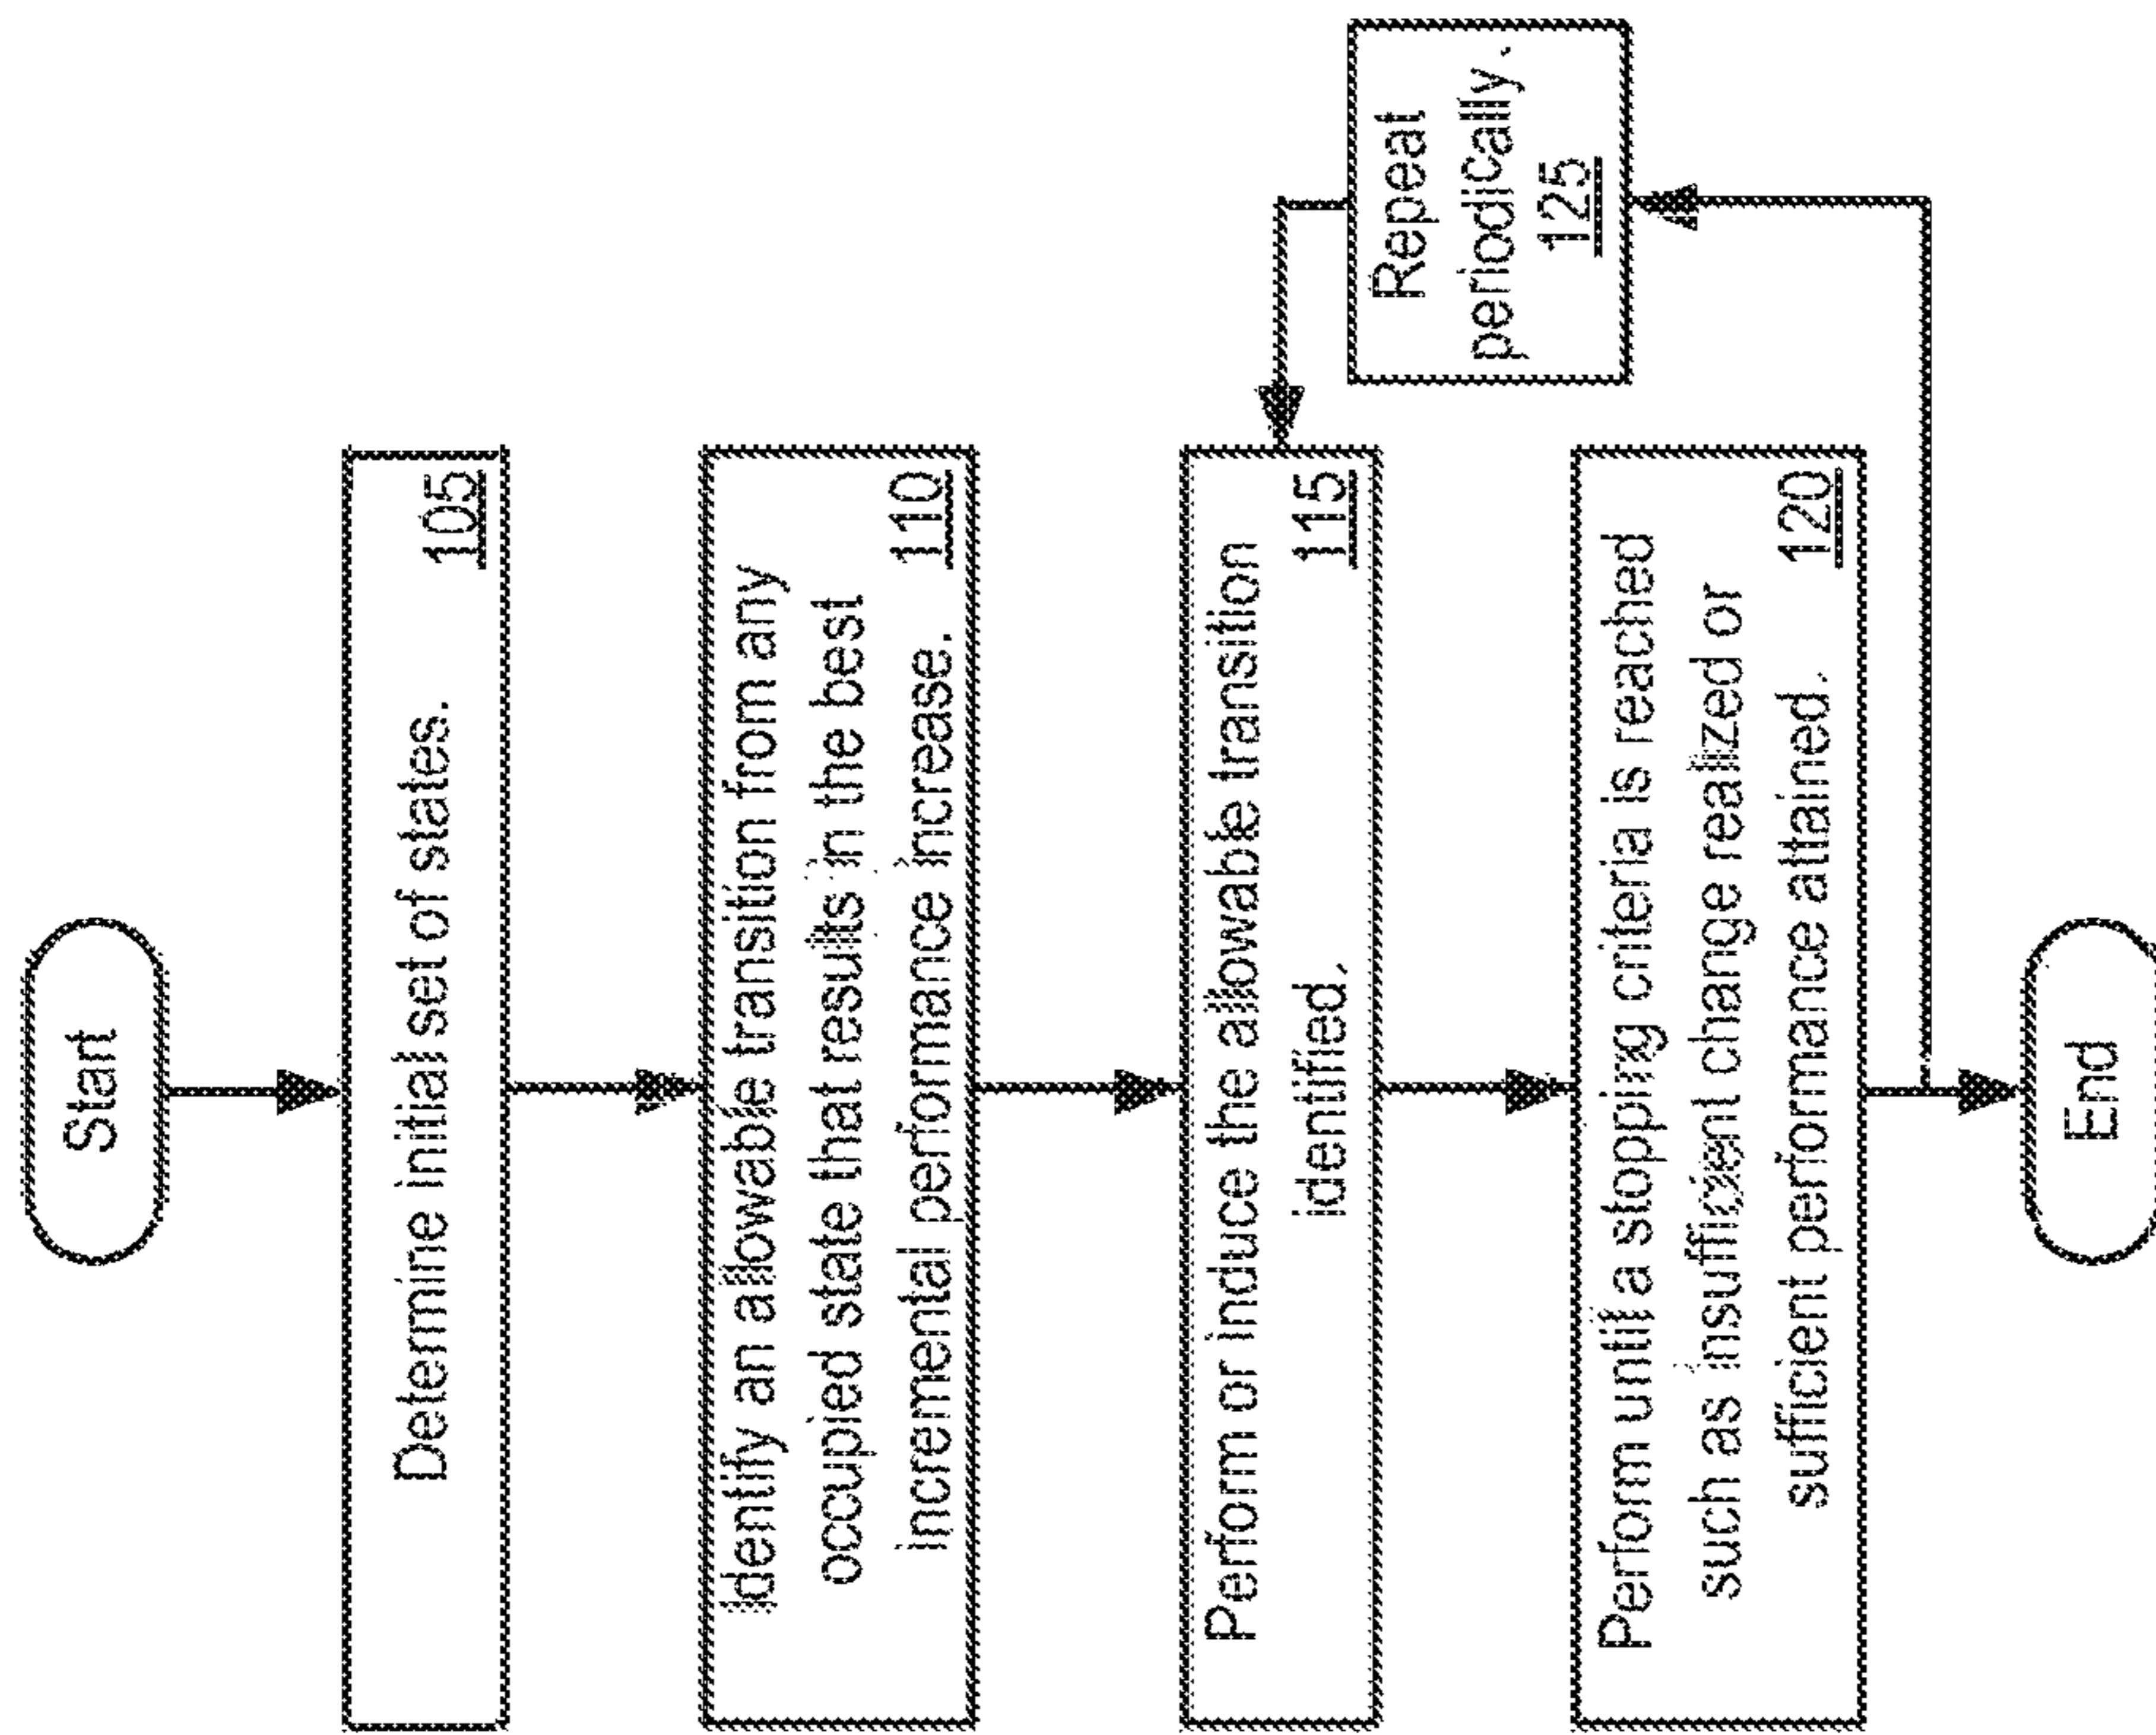 Start
Determine initial set of states.
105
Identify an allowable transition from any
occupied state that results in the best
incremental performance increase.
110
Perform or induce the allowable transition
identified.
115
Perform until a stopping criteria is reached
such as insufficient change realized or
sufficient performance attained.
120
Repeat
periodically.
125
End